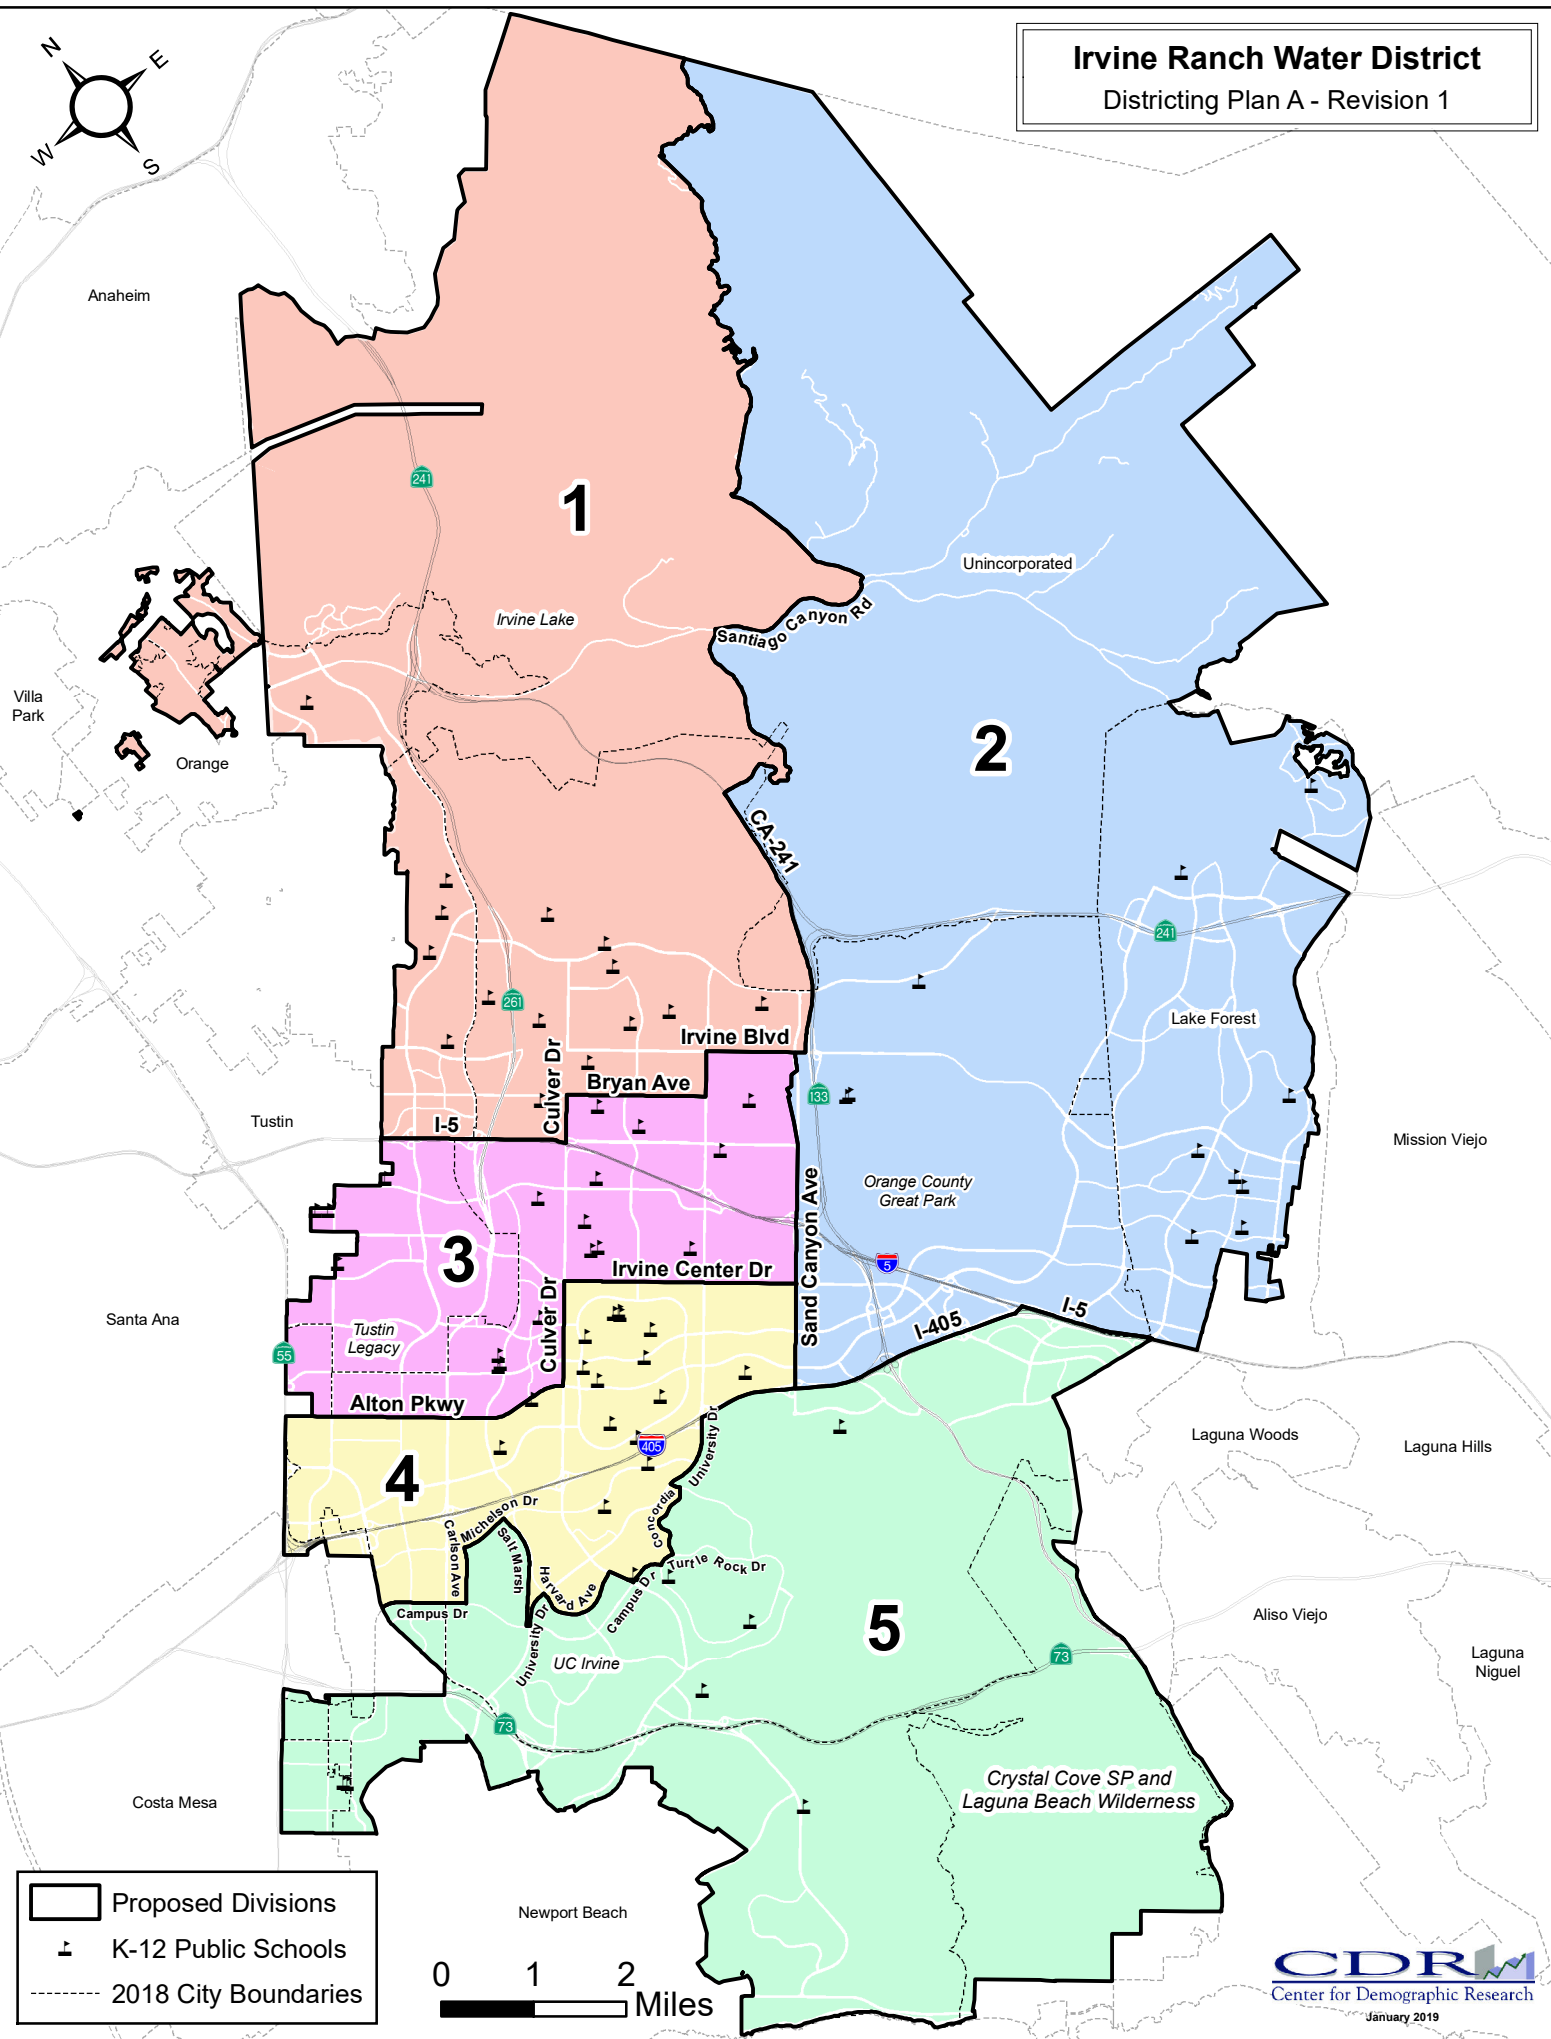 Irvine Ranch Water District
Districting Plan A - Revision 1
N
E
W
S
Anaheim
241
1
Unincorporated
Irvine Lake
Santiago Canyon Rd
Villa
Park
Orange
2
CA-241
241
261
Lake Forest
Irvine Blvd
Culver Dr
Bryan Ave
133
I-5
Tustin
Mission Viejo
Orange County
Great Park
Sand Canyon Ave
3
Irvine Center Dr
5
Culver Dr
Santa Ana
Tustin
Legacy
I-5
I-405
55
Alton Pkwy
University Dr
405
Laguna Woods
Laguna Hills
4
Michelson Dr
Concordia
Carlson Ave
Salt Marsh
Turtle Rock Dr
Harvard Ave
Campus Dr
Campus Dr
University Dr
UC Irvine
5
Aliso Viejo
73
Laguna
Niguel
73
Crystal Cove SP and
Laguna Beach Wilderness
Costa Mesa
Newport Beach
Proposed Divisions
K-12 Public Schools
2018 City Boundaries
0 1 2
Miles
CDR
Center for Demographic Research
January 2019